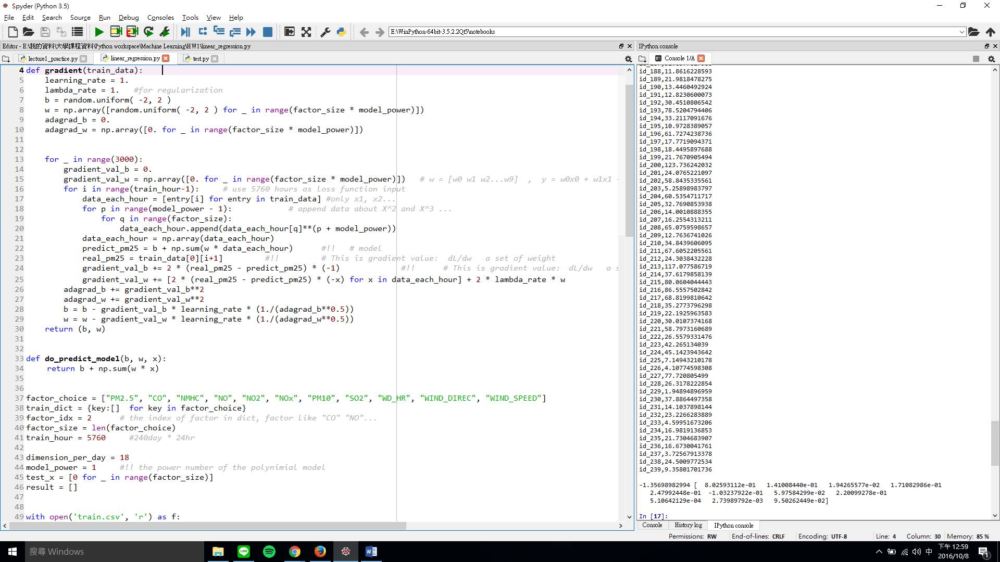 Spyder (Python 3.5)
File Edit Search Source Run Debug Consoles Tools View Help
E:\WinPython-64bit-3.5.2.2Qt5\notebooks
Editor - E:\我的資料\大學課程資料\Python workspace\Machine Learning\HW1\linear_regression.py
lecture1_practice.py linear_regression.py test.py
4 def gradient(train_data):
5     learning_rate = 1.
6     lambda_rate = 1.   #for regularization
7     b = random.uniform( -2, 2 )
8     w = np.array([random.uniform( -2, 2 ) for _ in range(factor_size * model_power)])
9     adagrad_b = 0.
10     adagrad_w = np.array([0. for _ in range(factor_size * model_power)])
11
12
13     for _ in range(3000):
14         gradient_val_b = 0.
15         gradient_val_w = np.array([0. for _ in range(factor_size * model_power)])   # w = [w0 w1 w2...w9]  ,  y = w0x0 + w1x1
16         for i in range(train_hour-1):     # use 5760 hours as loss function input
17             data_each_hour = [entry[i] for entry in train_data] #only x1, x2...
18             for p in range(model_power - 1):            # append data about X^2 and X^3 ...
19                 for q in range(factor_size):
20                     data_each_hour.append(data_each_hour[q]**(p + model_power))
21             data_each_hour = np.array(data_each_hour)
22             predict_pm25 = b + np.sum(w * data_each_hour)      #!!   # model
23             real_pm25 = train_data[0][i+1]         #!!         # This is gradient value:  dL/dw   a set of weight
24             gradient_val_b += 2 * (real_pm25 - predict_pm25) * (-1)             #!!      # This is gradient value:  dL/dw   a s
25             gradient_val_w += [2 * (real_pm25 - predict_pm25) * (-x) for x in data_each_hour] + 2 * lambda_rate * w
26         adagrad_b += gradient_val_b**2
27         adagrad_w += gradient_val_w**2
28         b = b - gradient_val_b * learning_rate * (1./(adagrad_b**0.5))
29         w = w - gradient_val_w * learning_rate * (1./(adagrad_w**0.5))
30     return (b, w)
31
32
33 def do_predict_model(b, w, x):
34     return b + np.sum(w * x)
35
36
37 factor_choice = ["PM2.5", "CO", "NMHC", "NO", "NO2", "NOx", "PM10", "SO2", "WD_HR", "WIND_DIREC", "WIND_SPEED"]
38 train_dict = {key:[]  for key in factor_choice}
39 factor_idx = 2      # the index of factor in dict, factor like "CO" "NO"...
40 factor_size = len(factor_choice)
41 train_hour = 5760     #240day * 24hr
42
43 dimension_per_day = 18
44 model_power = 1     #!! the power number of the polynimial model
45 test_x = [0 for _ in range(factor_size)]
46 result = []
47
48
49 with open('train.csv', 'r') as f:
IPython console
Console 1/A
id_188,11.8616228593
id_189,21.9818478275
id_190,13.4460492924
id_191,12.8230600073
id_192,30.4510806542
id_193,78.5204794406
id_194,33.2117091676
id_195,10.9728389057
id_196,61.7274238736
id_197,17.7719094371
id_198,18.4495897688
id_199,21.7670905494
id_200,123.736242032
id_201,24.0765221097
id_202,58.8435335561
id_203,5.25898983797
id_204,60.5354711717
id_205,32.76908539​38
id_206,14.0010888355
id_207,16.2554313211
id_208,65.0759598657
id_209,12.7636741026
id_210,34.8439606095
id_211,67.6052205561
id_212,24.3038432228
id_213,117.077586719
id_214,37.6179858139
id_215,80.0604044443
id_216,86.5557502842
id_217,68.8199810642
id_218,35.2773796298
id_219,22.1925963583
id_220,30.0107374168
id_221,58.7973160689
id_222,26.5579331476
id_223,42.265134039
id_224,45.1423943642
id_225,7.14943210178
id_226,4.10774598308
id_227,77.720805499
id_228,26.3178222854
id_229,1.94894896959
id_230,37.8864497358
id_231,14.1037898144
id_232,23.2266283889
id_233,4.59951673206
id_234,16.9819136853
id_235,21.7304683907
id_236,16.6730041761
id_237,3.72567913378
id_238,24.5009772534
id_239,9.35801701736
-1.35698982994 [  8.02593112e-01   1.41008440e-01   1.94265577e-02   1.71082986e-01
2.47992448e-01  -1.03237922e-01   5.97584299e-02   2.20099278e-01
5.10642129e-04   2.73989792e-03   9.50262449e-02]
In [17]:
Console History log IPython console
Permissions: RW End-of-lines: CRLF Encoding: UTF-8 Line: 4 Column: 30 Memory: 85 %
搜尋 Windows
中
下午 12:59
2016/10/8
1